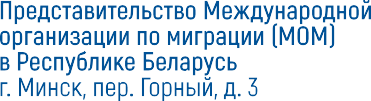 Представительство Международной
организации по миграции (МОМ)
в Республике Беларусь
г. Минск, пер. Горный, д. 3